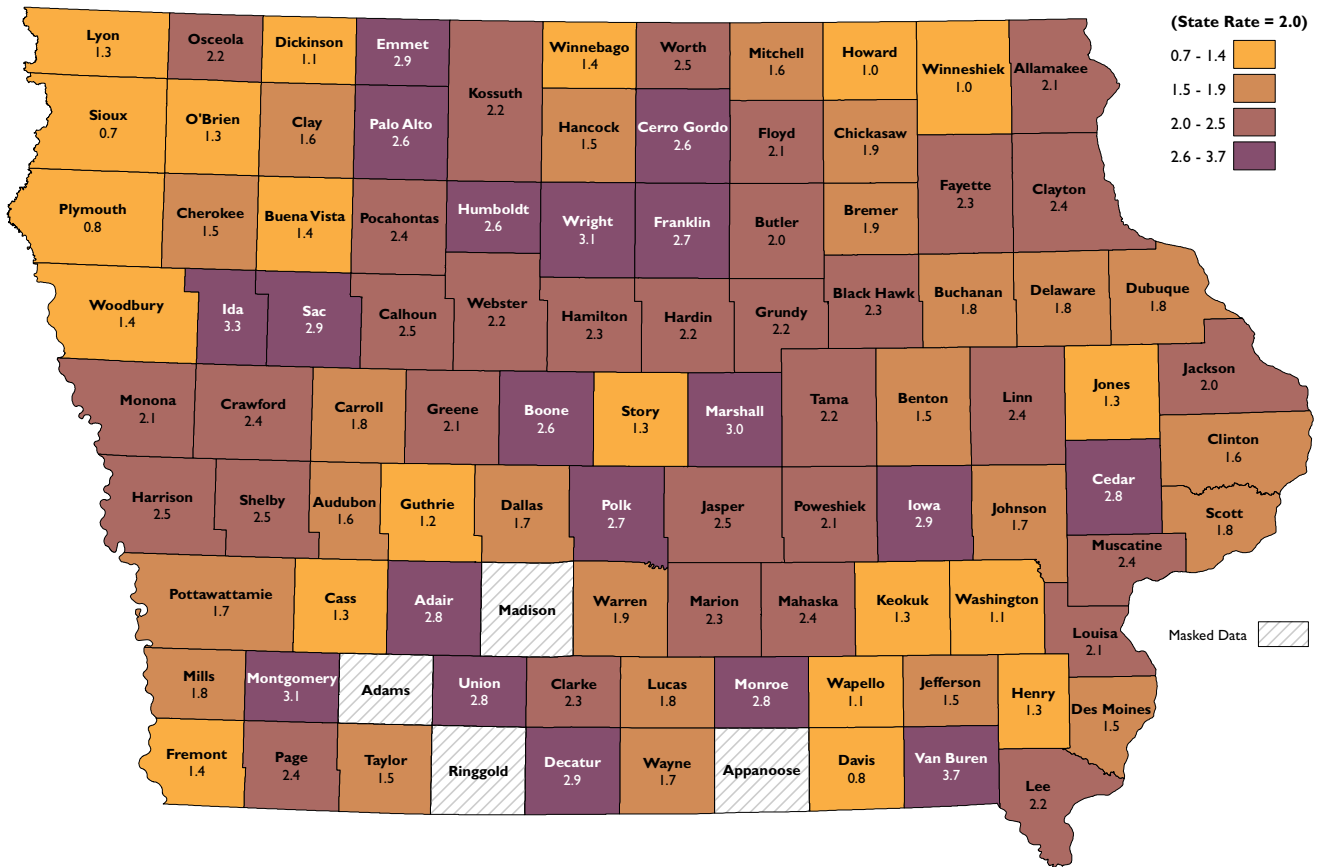 (State Rate = 2.0)
0.7 - 1.4
1.5 - 1.9
2.0 - 2.5
2.6 - 3.7
Masked Data
Lyon
1.3
Osceola
2.2
Dickinson
1.1
Emmet
2.9
Kossuth
2.2
Winnebago
1.4
Worth
2.5
Mitchell
1.6
Howard
1.0
Winneshiek
1.0
Allamakee
2.1
Sioux
0.7
O'Brien
1.3
Clay
1.6
Palo Alto
2.6
Hancock
1.5
Cerro Gordo
2.6
Floyd
2.1
Chickasaw
1.9
Fayette
2.3
Clayton
2.4
Plymouth
0.8
Cherokee
1.5
Buena Vista
1.4
Pocahontas
2.4
Humboldt
2.6
Wright
3.1
Franklin
2.7
Butler
2.0
Bremer
1.9
Woodbury
1.4
Ida
3.3
Sac
2.9
Calhoun
2.5
Webster
2.2
Hamilton
2.3
Hardin
2.2
Grundy
2.2
Black Hawk
2.3
Buchanan
1.8
Delaware
1.8
Dubuque
1.8
Monona
2.1
Crawford
2.4
Carroll
1.8
Greene
2.1
Boone
2.6
Story
1.3
Marshall
3.0
Tama
2.2
Benton
1.5
Linn
2.4
Jones
1.3
Jackson
2.0
Clinton
1.6
Harrison
2.5
Shelby
2.5
Audubon
1.6
Guthrie
1.2
Dallas
1.7
Polk
2.7
Jasper
2.5
Poweshiek
2.1
Iowa
2.9
Johnson
1.7
Cedar
2.8
Scott
1.8
Muscatine
2.4
Pottawattamie
1.7
Cass
1.3
Adair
2.8
Madison
Warren
1.9
Marion
2.3
Mahaska
2.4
Keokuk
1.3
Washington
1.1
Louisa
2.1
Mills
1.8
Montgomery
3.1
Adams
Union
2.8
Clarke
2.3
Lucas
1.8
Monroe
2.8
Wapello
1.1
Jefferson
1.5
Henry
1.3
Des Moines
1.5
Fremont
1.4
Page
2.4
Taylor
1.5
Ringgold
Decatur
2.9
Wayne
1.7
Appanoose
Davis
0.8
Van Buren
3.7
Lee
2.2